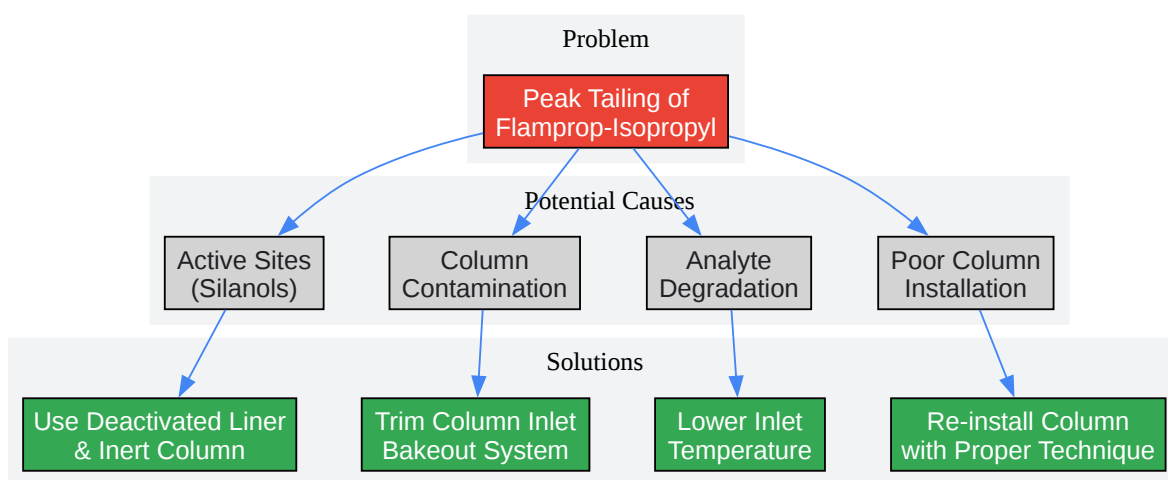 Problem
Peak Tailing of
Flamprop-Isopropyl
Potential Causes
Active Sites
(Silanols)
Column
Contamination
Analyte
Degradation
Poor Column
Installation
Solutions
Use Deactivated Liner
& Inert Column
Trim Column Inlet
Bakeout System
Lower Inlet
Temperature
Re-install Column
with Proper Technique